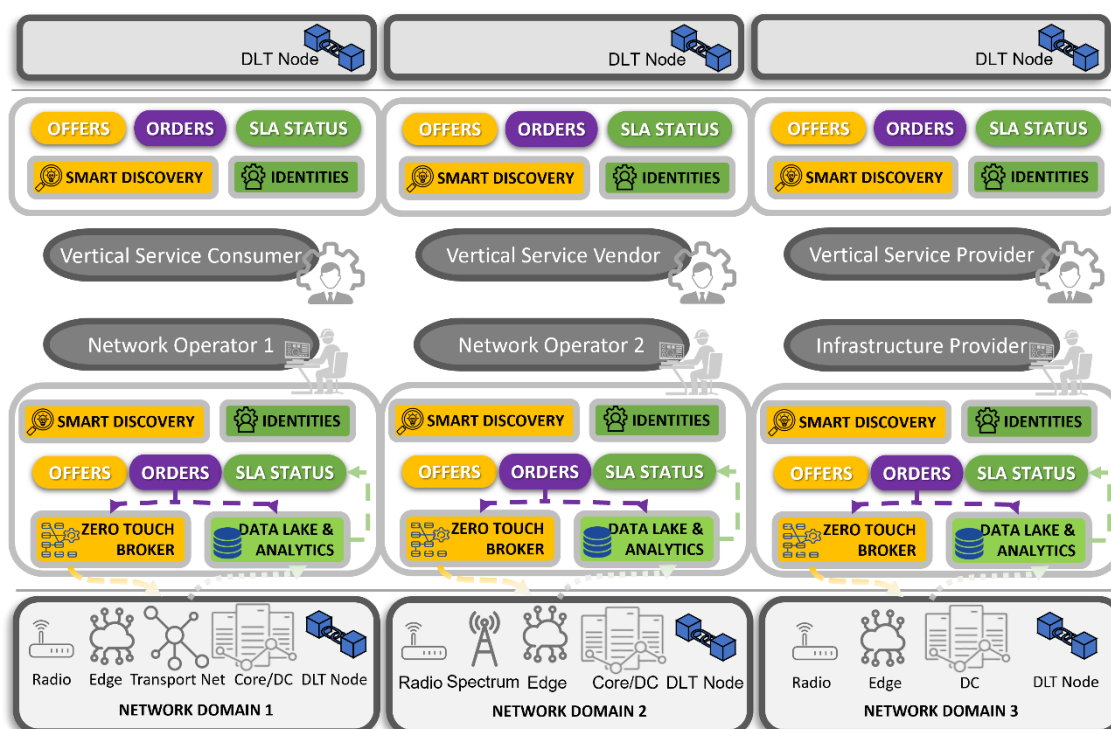 DLT Node
DLT Node
DLT Node
OFFERS ORDERS SLA STATUS
SMART DISCOVERY IDENTITIES
OFFERS ORDERS SLA STATUS
SMART DISCOVERY IDENTITIES
OFFERS ORDERS SLA STATUS
SMART DISCOVERY IDENTITIES
Vertical Service Consumer
Vertical Service Vendor
Vertical Service Provider
Network Operator 1
Network Operator 2
Infrastructure Provider
SMART DISCOVERY IDENTITIES
OFFERS ORDERS SLA STATUS
ZERO TOUCH
BROKER
DATA LAKE &
ANALYTICS
SMART DISCOVERY IDENTITIES
OFFERS ORDERS SLA STATUS
ZERO TOUCH
BROKER
DATA LAKE &
ANALYTICS
SMART DISCOVERY IDENTITIES
OFFERS ORDERS SLA STATUS
ZERO TOUCH
BROKER
DATA LAKE &
ANALYTICS
Radio Edge Transport Net Core/DC DLT Node
NETWORK DOMAIN 1
Radio Spectrum Edge Core/DC DLT Node
NETWORK DOMAIN 2
Radio Edge DC DLT Node
NETWORK DOMAIN 3